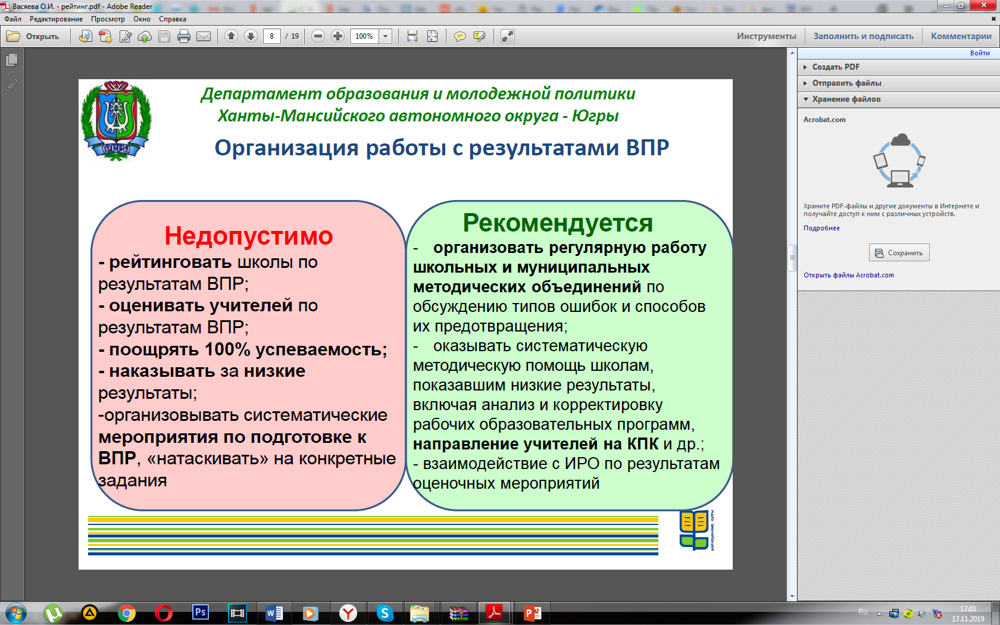 Васяева О.И. - рейтинг.pdf - Adobe Reader
Файл Редактирование Просмотр Окно Справка
Открыть
8 / 19
100%
Инструменты
Заполнить и подписать
Комментарии
Войти
Создать PDF
Отправить файлы
Хранение файлов
Acrobat.com
Храните PDF-файлы и другие документы в Интернете и
получайте доступ к ним с различных устройств.
Подробнее
Сохранить
Открыть файлы Acrobat.com
Департамент образования и молодежной политики
Ханты-Мансийского автономного округа - Югры
Организация работы с результатами ВПР
ЮГРА
Недопустимо
- рейтинговать школы по
результатам ВПР;
- оценивать учителей по
результатам ВПР;
- поощрять 100% успеваемость;
- наказывать за низкие
результаты;
-организовывать систематические
мероприятия по подготовке к
ВПР, «натаскивать» на конкретные
задания
Рекомендуется
- организовать регулярную работу
школьных и муниципальных
методических объединений по
обсуждению типов ошибок и способов
их предотвращения;
- оказывать систематическую
методическую помощь школам,
показавшим низкие результаты,
включая анализ и корректировку
рабочих образовательных программ,
направление учителей на КПК и др.;
- взаимодействие с ИРО по результатам
оценочных мероприятий
ОБРАЗОВАНИЕ ЮГРЫ
Ps
RU
17:01
17.11.2019